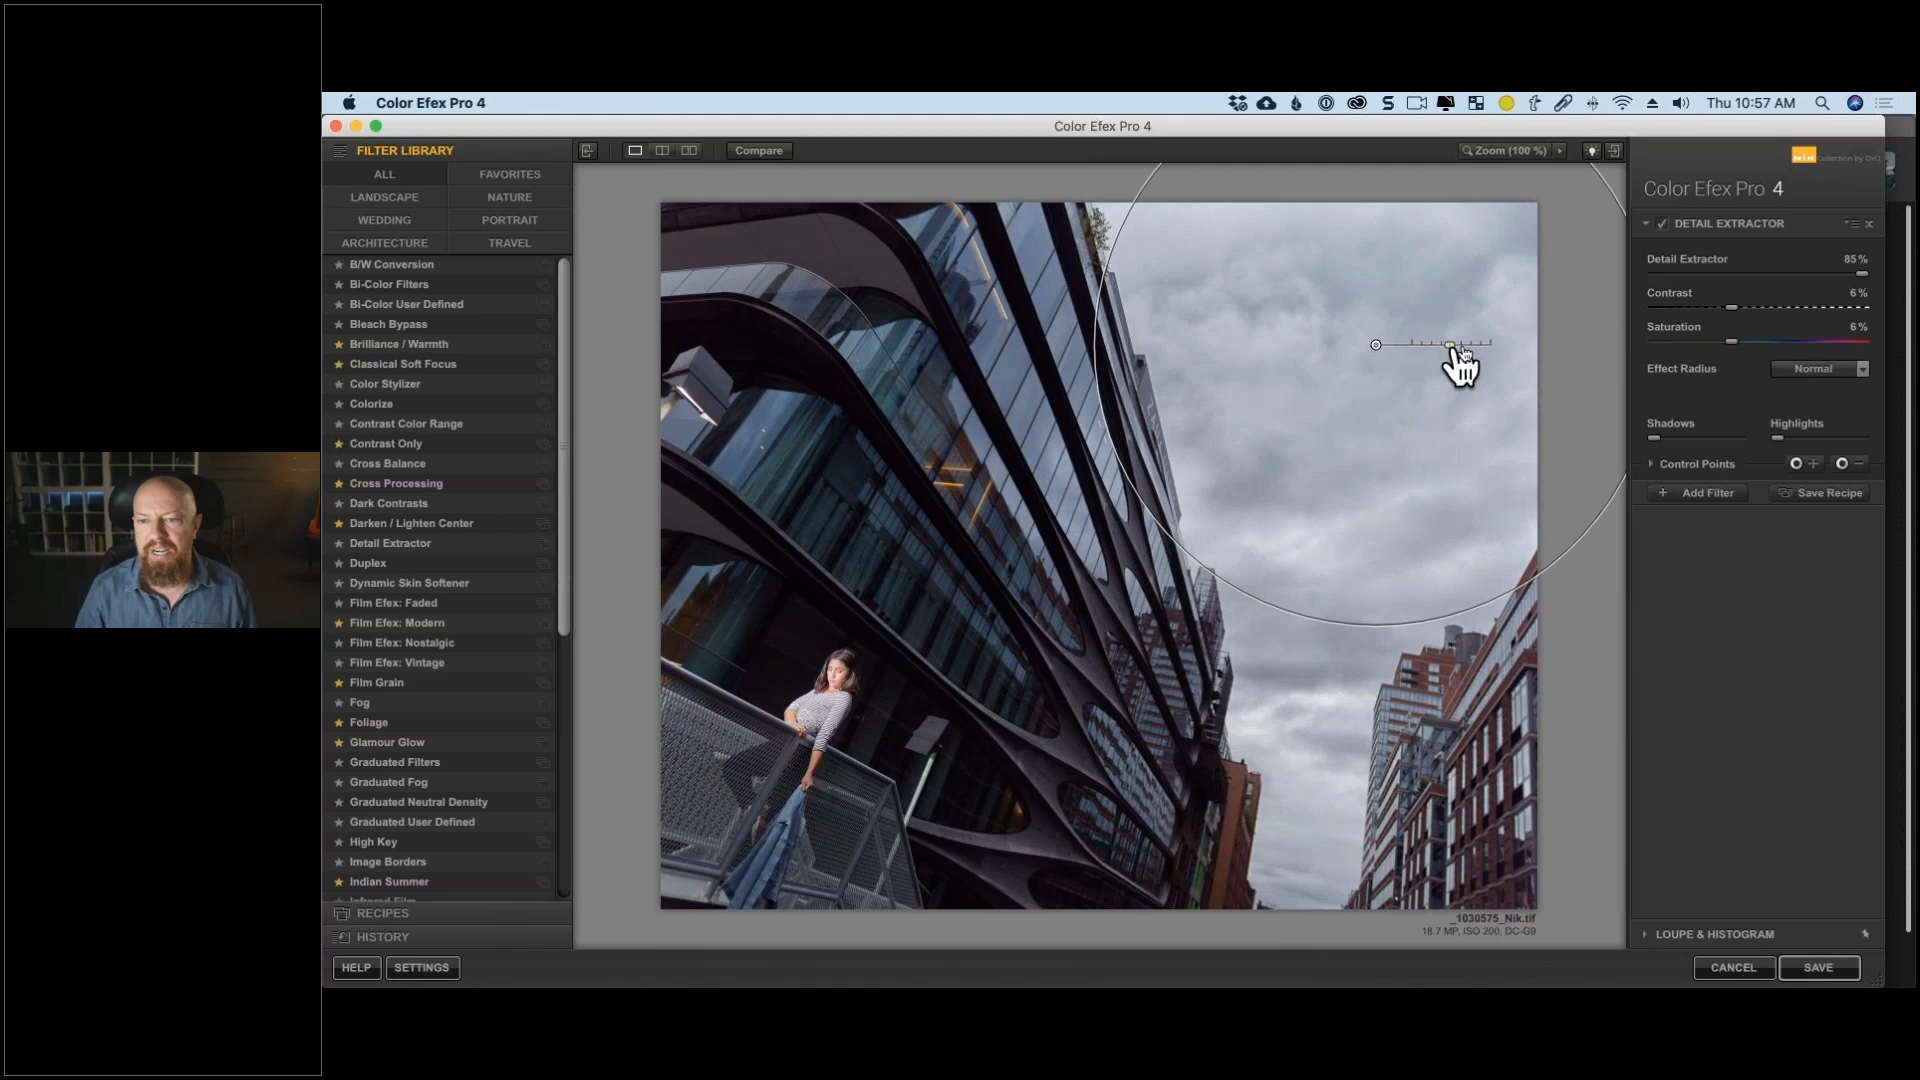 Color Efex Pro 4
Thu 10:57 AM
Color Efex Pro 4
FILTER LIBRARY
Compare
Zoom (100 %)
Nik Collection by DxO
ALL
FAVORITES
LANDSCAPE
NATURE
WEDDING
PORTRAIT
ARCHITECTURE
TRAVEL
B/W Conversion
Bi-Color Filters
Bi-Color User Defined
Bleach Bypass
Brilliance / Warmth
Classical Soft Focus
Color Stylizer
Colorize
Contrast Color Range
Contrast Only
Cross Balance
Cross Processing
Dark Contrasts
Darken / Lighten Center
Detail Extractor
Duplex
Dynamic Skin Softener
Film Efex: Faded
Film Efex: Modern
Film Efex: Nostalgic
Film Efex: Vintage
Film Grain
Fog
Foliage
Glamour Glow
Graduated Filters
Graduated Fog
Graduated Neutral Density
Graduated User Defined
High Key
Image Borders
Indian Summer
Infrared Film
RECIPES
HISTORY
HELP
SETTINGS
_1030575_Nik.tif
18.7 MP, ISO 200, DC-G9
Color Efex Pro 4
DETAIL EXTRACTOR
Detail Extractor 85%
Contrast 6%
Saturation 6%
Effect Radius Normal
Shadows Highlights
Control Points
Add Filter Save Recipe
LOUPE & HISTOGRAM
CANCEL SAVE